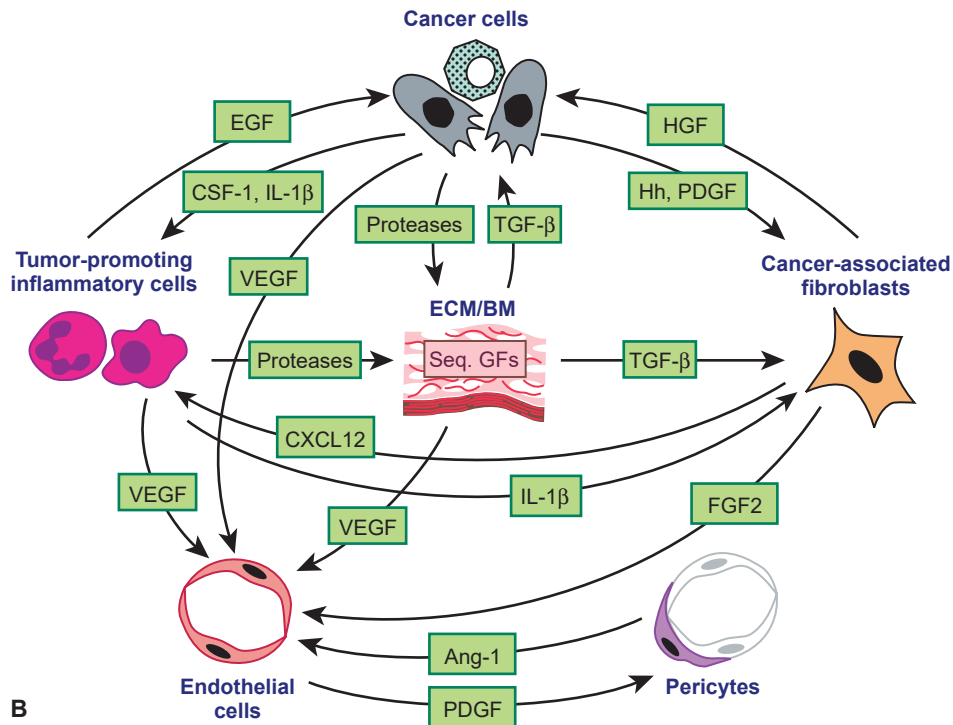 Cancer cells
EGF
HGF
CSF-1, IL-1β
Hh, PDGF
Proteases
TGF-β
Tumor-promoting
inflammatory cells
VEGF
Cancer-associated
fibroblasts
ECM/BM
Proteases
Seq. GFs
TGF-β
CXCL12
IL-1β
VEGF
VEGF
FGF2
Ang-1
Endothelial
cells
PDGF
Pericytes
B